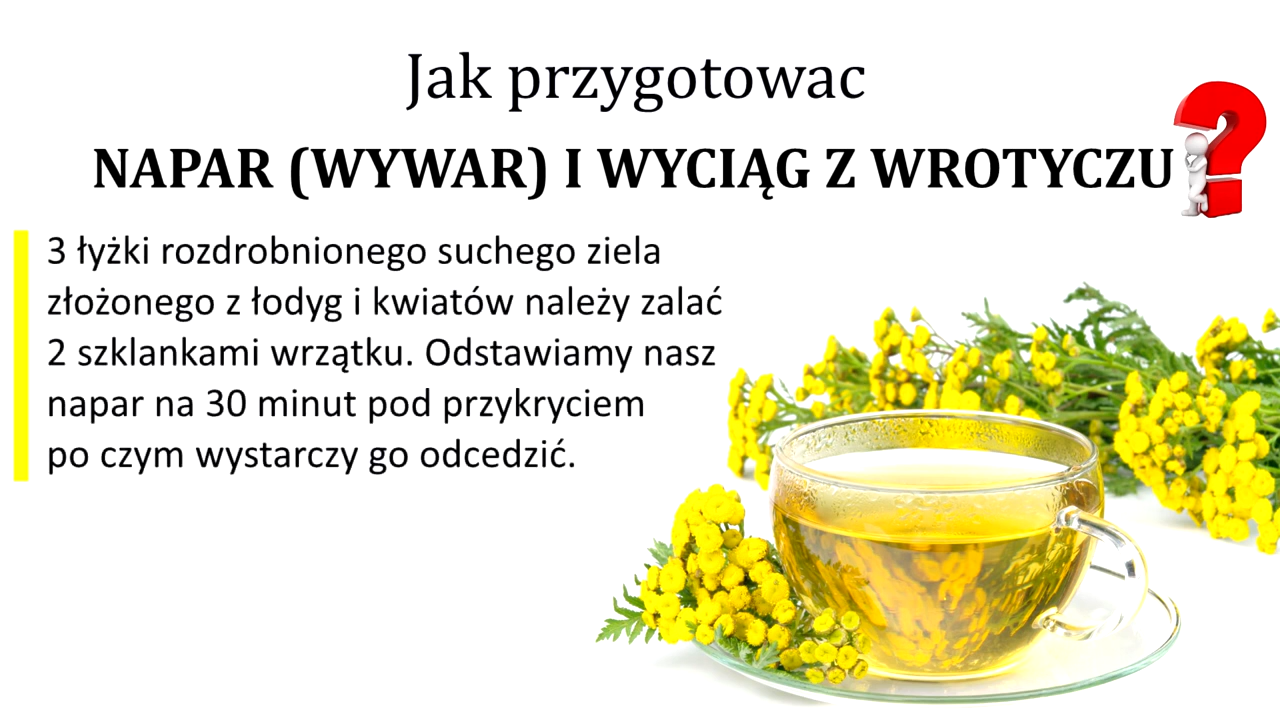 Jak przygotowac
NAPAR (WYWAR) I WYCIĄG Z WROTYCZU
3 łyżki rozdrobnionego suchego ziela
złożonego z łodyg i kwiatów należy zalać
2 szklankami wrzątku. Odstawiamy nasz
napar na 30 minut pod przykryciem
po czym wystarczy go odcedzić.